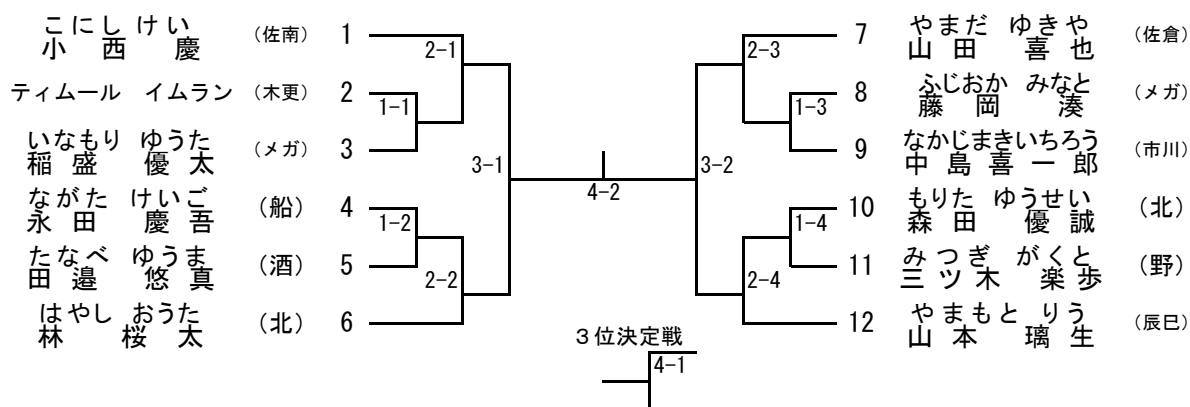 こにし けい
小 西 慶 （佐南） 1
ティムール イムラン （木更） 2
いなもり ゆうた
稲 盛 優 太 （メガ） 3
ながた けいご
永 田 慶 吾 （船） 4
たなべ ゆうま
田 邉 悠 真 （酒） 5
はやし おうた
林 桜 太 （北） 6
2-1
1-1
3-1
1-2
2-2
4-2
3-2
2-3
1-3
1-4
2-4
３位決定戦
4-1
やまだ ゆきや
7 山 田 喜 也 （佐倉）
ふじおか みなと
8 藤 岡 湊 （メガ）
なかじまきいちろう
9 中 島 喜 一 郎 （市川）
もりた ゆうせい
10 森 田 優 誠 （北）
みつぎ がくと
11 三 ツ 木 楽 歩 （野）
やまもと りう
12 山 本 璃 生 （辰巳）